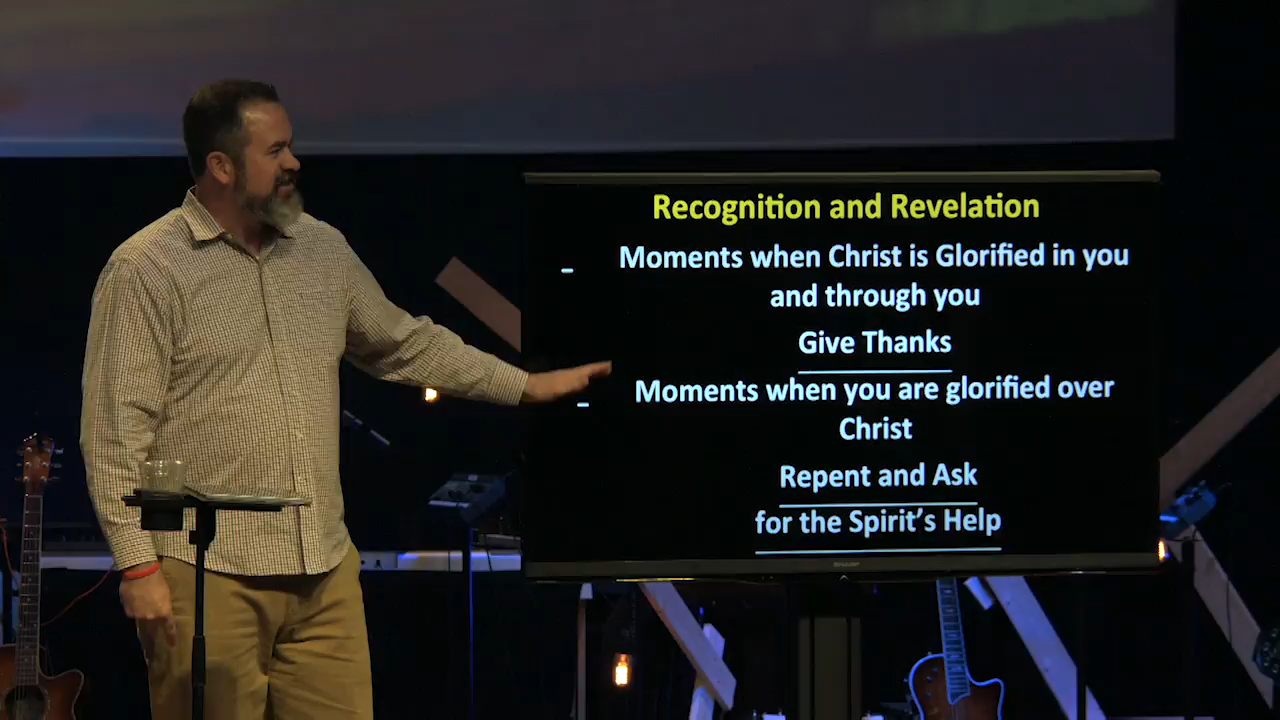 Recognition and Revelation
- Moments when Christ is Glorified in you
and through you
Give Thanks
- Moments when you are glorified over
Christ
Repent and Ask
for the Spirit's Help
SHARP